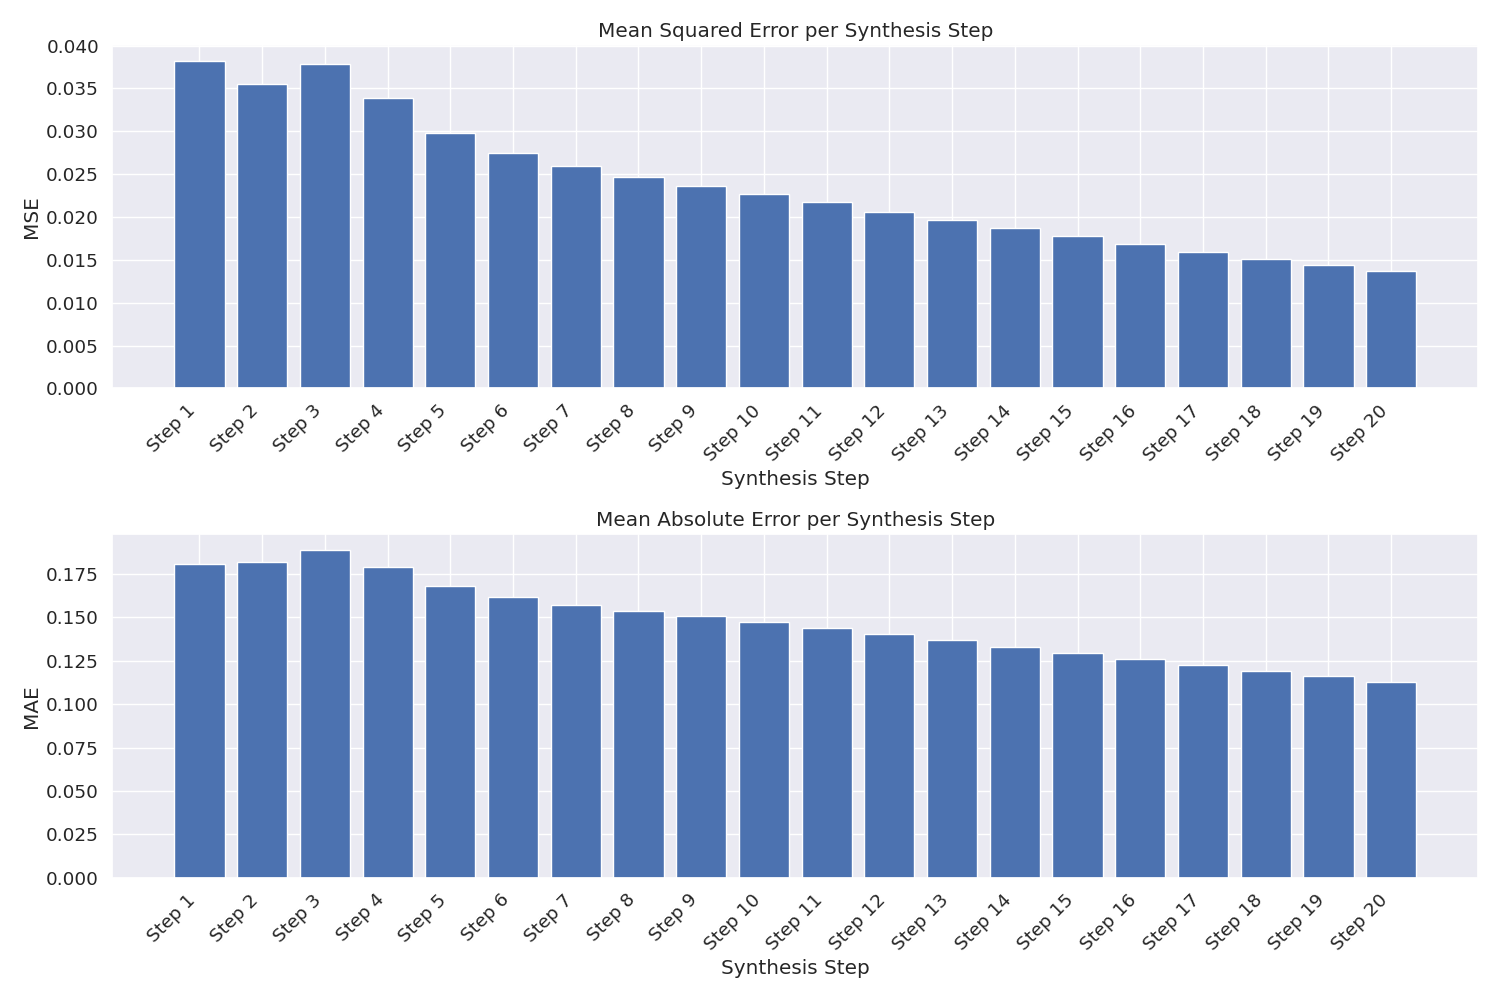 Mean Squared Error per Synthesis Step
0.040
0.035
0.030
0.025
0.020
0.015
0.010
0.005
0.000
MSE
Step 1
Step 2
Step 3
Step 4
Step 5
Step 6
Step 7
Step 8
Step 9
Step 10
Step 11
Step 12
Step 13
Step 14
Step 15
Step 16
Step 17
Step 18
Step 19
Step 20
Synthesis Step
Mean Absolute Error per Synthesis Step
0.175
0.150
0.125
0.100
0.075
0.050
0.025
0.000
MAE
Step 1
Step 2
Step 3
Step 4
Step 5
Step 6
Step 7
Step 8
Step 9
Step 10
Step 11
Step 12
Step 13
Step 14
Step 15
Step 16
Step 17
Step 18
Step 19
Step 20
Synthesis Step